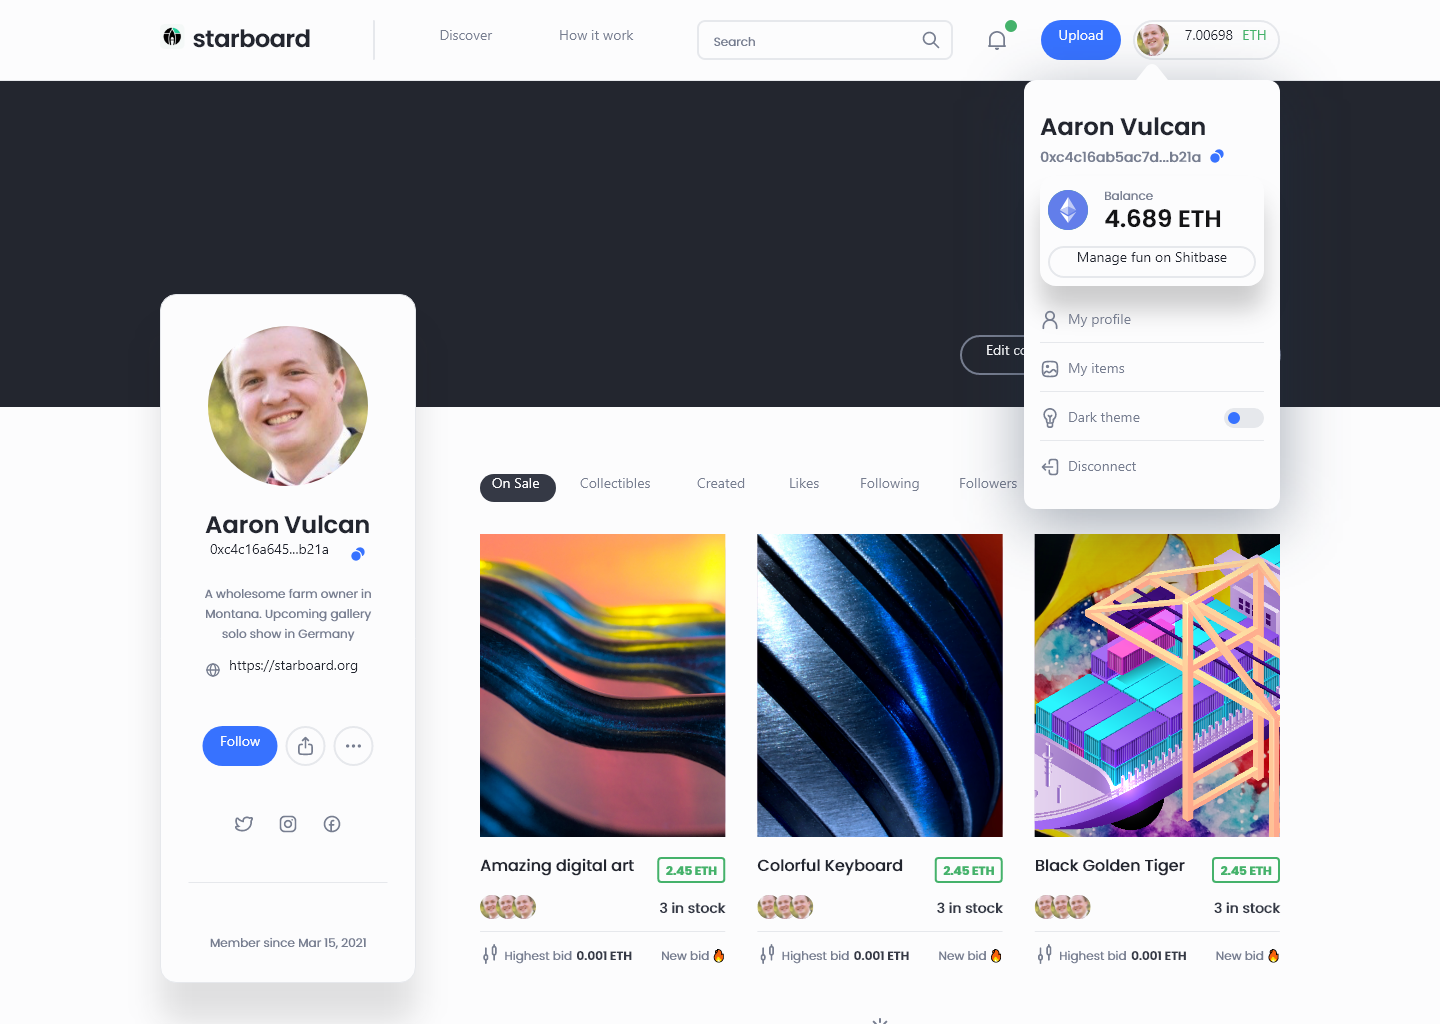 starboard
Discover
How it work
Search
Upload
7.00698 ETH
Aaron Vulcan
0xc4c16ab5ac7d...b21a
Balance
4.689 ETH
Manage fun on Shitbase
My profile
My items
Dark theme
Disconnect
Edit co
Aaron Vulcan
0xc4c16a645...b21a
A wholesome farm owner in
Montana. Upcoming gallery
solo show in Germany
https://starboard.org
Follow
Member since Mar 15, 2021
On Sale
Collectibles
Created
Likes
Following
Followers
Amazing digital art
2.45 ETH
3 in stock
Highest bid 0.001 ETH
New bid
Colorful Keyboard
2.45 ETH
3 in stock
Highest bid 0.001 ETH
New bid
Black Golden Tiger
2.45 ETH
3 in stock
Highest bid 0.001 ETH
New bid